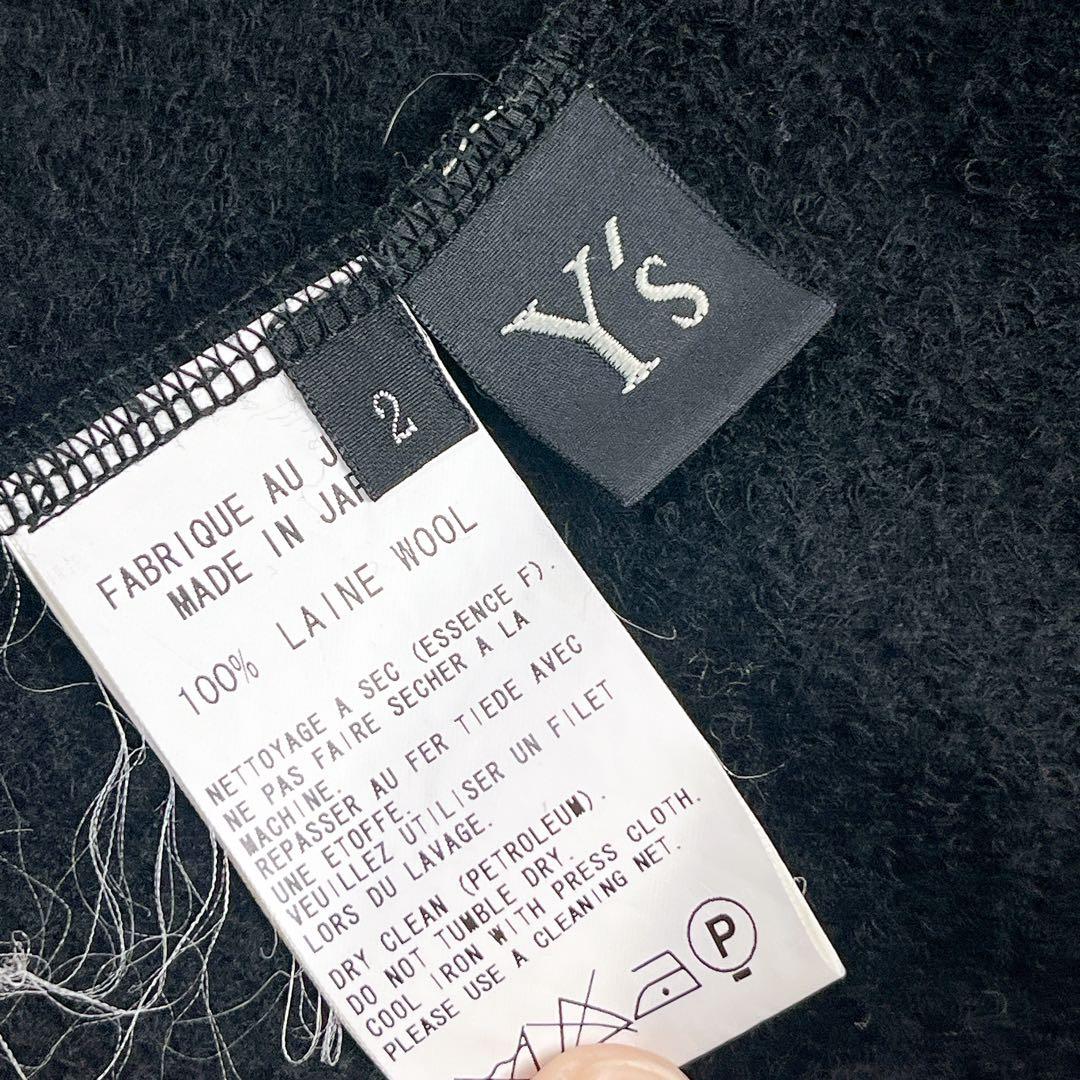 Y's
2
FABRIQUE AU
MADE IN
100% LAINE WOOL
NETTOYAGE A SEC (ESSENCE F).
NE PAS FAIRE SECHER A LA
MACHINE.
REPASSER AU FER TIEDE AVEC
UNE ETOFFE.
VEUILLEZ UTILISER UN FILET
LORS DU LAVAGE.
DRY CLEAN (PETROLEUM).
DO NOT TUMBLE DRY.
COOL IRON WITH PRESS CLOTH.
PLEASE USE A CLEANING NET.
P